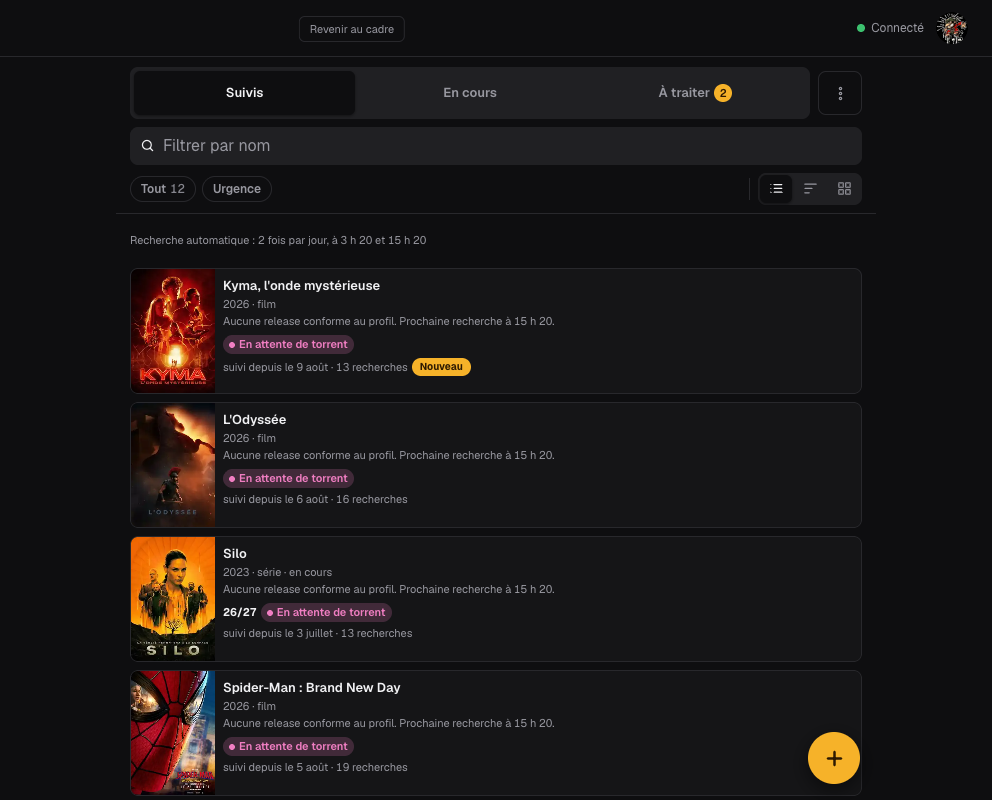 Revenir au cadre
Connecté
Suivis
En cours
À traiter 2
Filtrer par nom
Tout 12
Urgence
Recherche automatique : 2 fois par jour, à 3 h 20 et 15 h 20
KYMA
L'ONDE MYSTÉRIEUSE
Kyma, l'onde mystérieuse
2026 · film
Aucune release conforme au profil. Prochaine recherche à 15 h 20.
En attente de torrent
suivi depuis le 9 août · 13 recherches Nouveau
L'ODYSSÉE
L'Odyssée
2026 · film
Aucune release conforme au profil. Prochaine recherche à 15 h 20.
En attente de torrent
suivi depuis le 6 août · 16 recherches
SILO
Silo
2023 · série · en cours
Aucune release conforme au profil. Prochaine recherche à 15 h 20.
26/27 En attente de torrent
suivi depuis le 3 juillet · 13 recherches
Spider-Man : Brand New Day
2026 · film
Aucune release conforme au profil. Prochaine recherche à 15 h 20.
En attente de torrent
suivi depuis le 5 août · 19 recherches